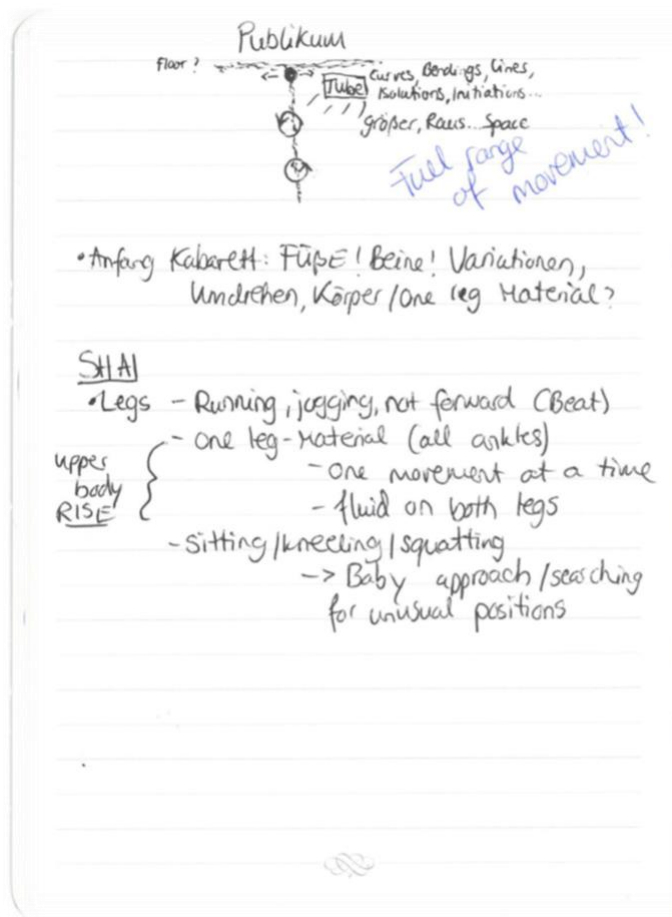 Publikum
floor?
Tube Curves, Bendings, Lines,
Isolations, Initiations...
größer, Raus... Space
Full range
of movement!
•Anfang Kabarett: FÜßE! Beine! Variationen,
Umdrehen, Körper/One leg Material?
SHAI
•Legs - Running, jogging, not forward (Beat)
- one leg-Material (all ankles)
- one movement at a time
- fluid on both legs
upper
body
RISE
- Sitting/kneeling/squatting
-> Baby approach/searching
for unusual positions